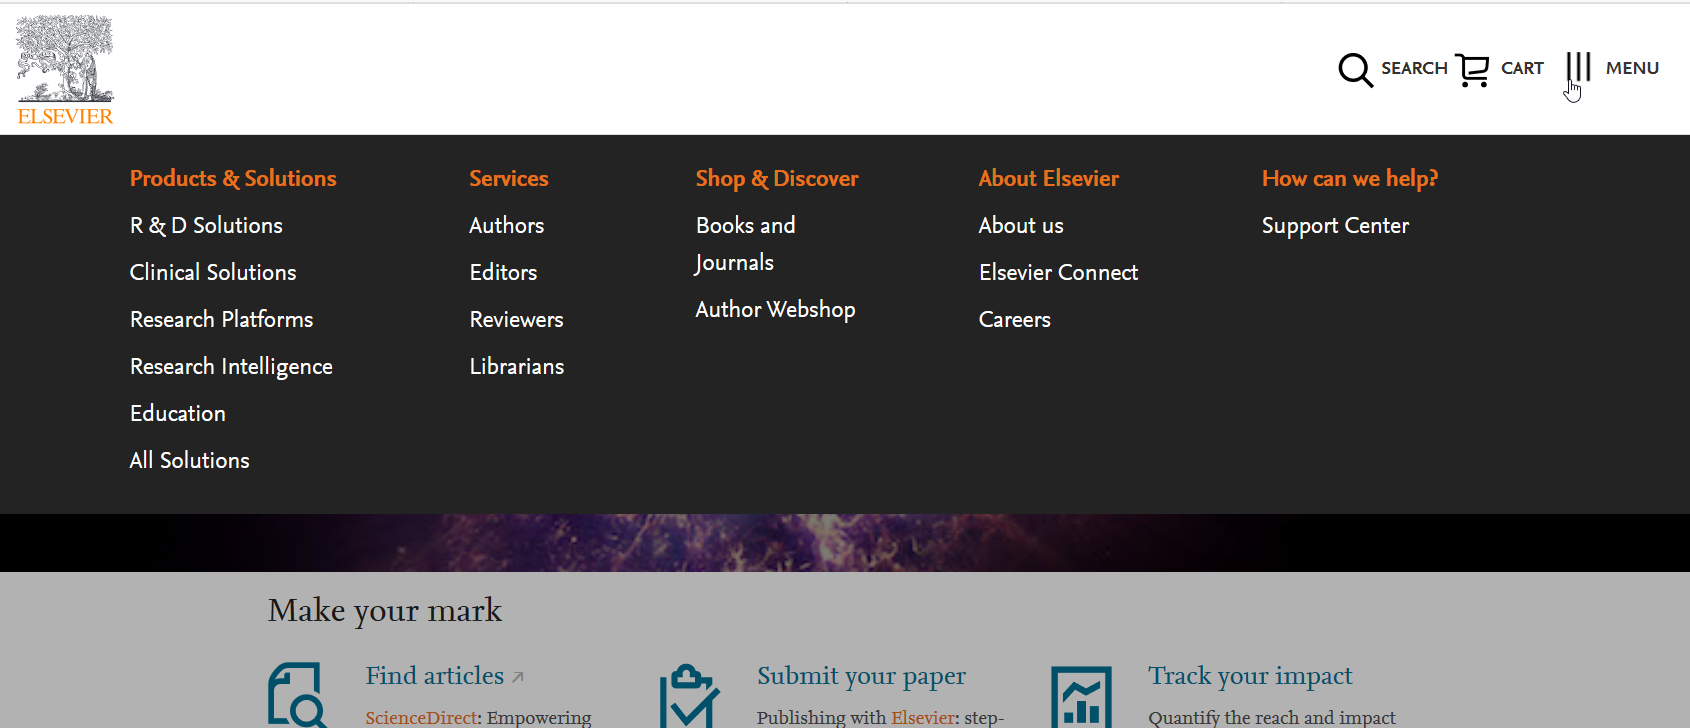 ELSEVIER
SEARCH
CART
MENU
Products & Solutions
R & D Solutions
Clinical Solutions
Research Platforms
Research Intelligence
Education
All Solutions
Services
Authors
Editors
Reviewers
Librarians
Shop & Discover
Books and
Journals
Author Webshop
About Elsevier
About us
Elsevier Connect
Careers
How can we help?
Support Center
Make your mark
Find articles
ScienceDirect: Empowering
Submit your paper
Publishing with Elsevier: step-
Track your impact
Quantify the reach and impact